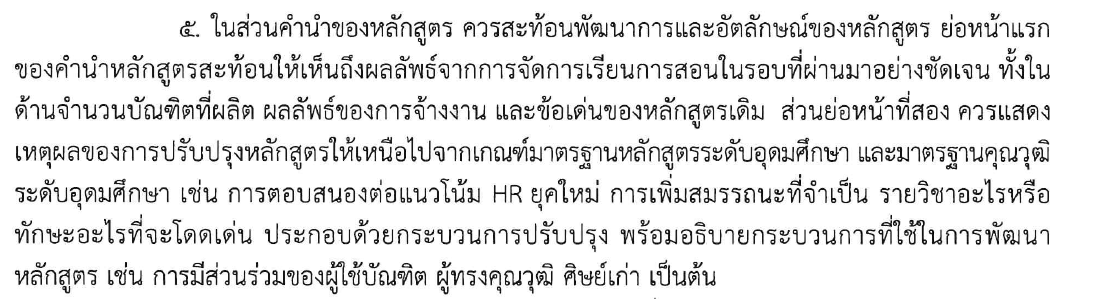 ๕. ในส่วนคำนำของหลักสูตร ควรสะท้อนพัฒนาการและอัตลักษณ์ของหลักสูตร ย่อหน้าแรก
ของคำนำหลักสูตรสะท้อนให้เห็นถึงผลลัพธ์จากการจัดการเรียนการสอนในรอบที่ผ่านมาอย่างชัดเจน ทั้งใน
ด้านจำนวนบัณฑิตที่ผลิต ผลลัพธ์ของการจ้างงาน และข้อเด่นของหลักสูตรเดิม ส่วนย่อหน้าที่สอง ควรแสดง
เหตุผลของการปรับปรุงหลักสูตรให้เหนือไปจากเกณฑ์มาตรฐานหลักสูตรระดับอุดมศึกษา และมาตรฐานคุณวุฒิ
ระดับอุดมศึกษา เช่น การตอบสนองต่อแนวโน้ม HR ยุคใหม่ การเพิ่มสมรรถนะที่จำเป็น รายวิชาอะไรหรือ
ทักษะอะไรที่จะโดดเด่น ประกอบด้วยกระบวนการปรับปรุง พร้อมอธิบายกระบวนการที่ใช้ในการพัฒนา
หลักสูตร เช่น การมีส่วนร่วมของผู้ใช้บัณฑิต ผู้ทรงคุณวุฒิ ศิษย์เก่า เป็นต้น